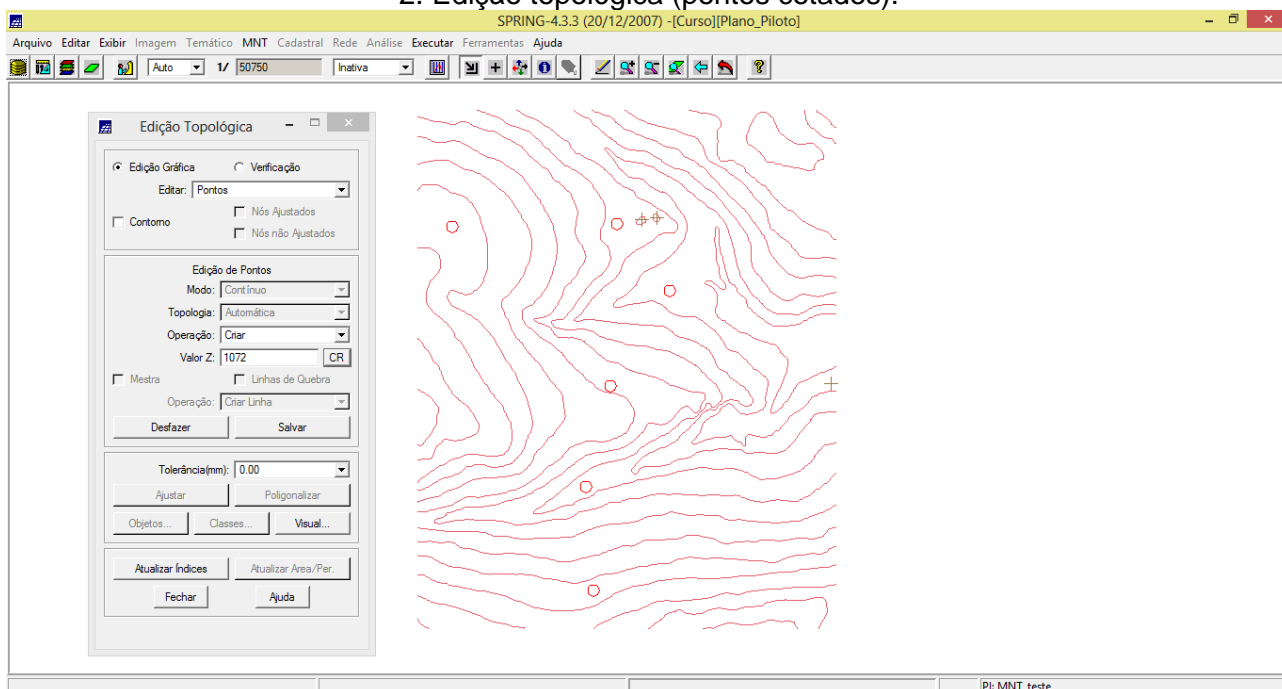 2. Edição topológica (pontos cotados).
SPRING-4.3.3 (20/12/2007) -[Curso][Plano_Piloto]
Arquivo Editar Exibir Imagem Temático MNT Cadastral Rede Análise Executar Ferramentas Ajuda
Auto 1/ 50750 Inativa
Edição Topológica
Edição Gráfica Verificação
Editar: Pontos
Contorno
Nós Ajustados
Nós não Ajustados
Edição de Pontos
Modo: Contínuo
Topologia: Automática
Operação: Criar
Valor Z: 1072 CR
Mestra Linhas de Quebra
Operação: Criar Linha
Desfazer Salvar
Tolerância(mm): 0.00
Ajustar Poligonalizar
Objetos... Classes... Visual...
Atualizar Índices Atualizar Area/Per.
Fechar Ajuda
PI: MNT_teste